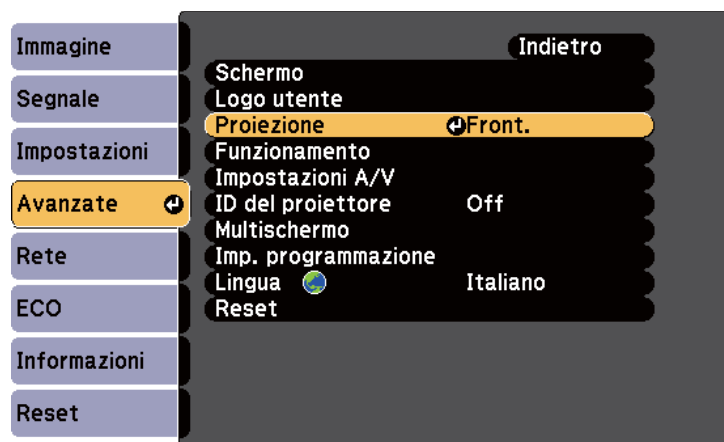 Immagine
Segnale
Impostazioni
Avanzate
Rete
ECO
Informazioni
Reset
Indietro
Schermo
Logo utente
Proiezione Front.
Funzionamento
Impostazioni A/V
ID del proiettore Off
Multischermo
Imp. programmazione
Lingua Italiano
Reset